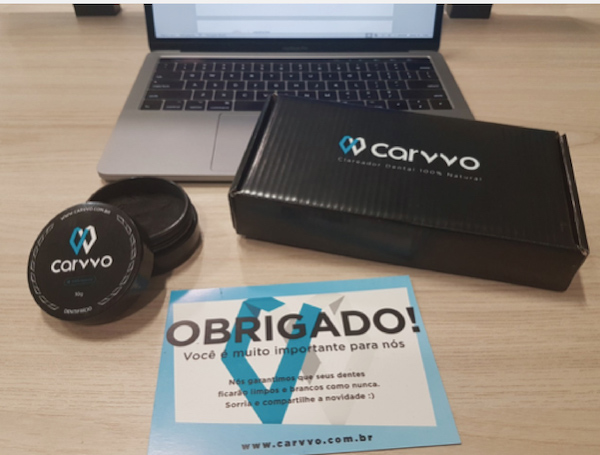 carvvo
Clareador Dental 100% Natural
www.carvvo.com.br
carvvo
DENTIFRÍCIO
OBRIGADO!
Você é muito importante para nós
Nós garantimos que seus dentes
ficarão limpos e brancos como nunca.
Sorria e compartilhe a novidade :)
www.carvvo.com.br